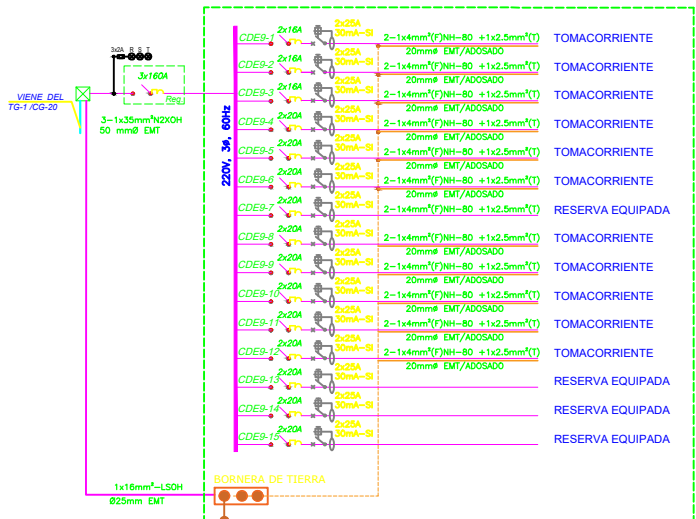 3x2A R S T
3x160A
Reg.
VIENE DEL
TG-1 /CG-20
3-1x35mm²N2XOH
50 mmØ EMT
220V, 3ø, 60Hz
CDE9-1 2x16A 2x25A 30mA-SI 2-1x4mm²(F)NH-80 +1x2.5mm²(T) TOMACORRIENTE
20mmø EMT/ADOSADO
CDE9-2 2x16A 2x25A 30mA-SI 2-1x4mm²(F)NH-80 +1x2.5mm²(T) TOMACORRIENTE
20mmø EMT/ADOSADO
CDE9-3 2x16A 2x25A 30mA-SI 2-1x4mm²(F)NH-80 +1x2.5mm²(T) TOMACORRIENTE
20mmø EMT/ADOSADO
CDE9-4 2x20A 2x25A 30mA-SI 2-1x4mm²(F)NH-80 +1x2.5mm²(T) TOMACORRIENTE
20mmø EMT/ADOSADO
CDE9-5 2x20A 2x25A 30mA-SI 2-1x4mm²(F)NH-80 +1x2.5mm²(T) TOMACORRIENTE
20mmø EMT/ADOSADO
CDE9-6 2x20A 2x25A 30mA-SI 2-1x4mm²(F)NH-80 +1x2.5mm²(T) TOMACORRIENTE
20mmø EMT/ADOSADO
CDE9-7 2x20A 2x25A 30mA-SI 2-1x4mm²(F)NH-80 +1x2.5mm²(T) RESERVA EQUIPADA
CDE9-8 2x20A 2x25A 30mA-SI 2-1x4mm²(F)NH-80 +1x2.5mm²(T) TOMACORRIENTE
20mmø EMT/ADOSADO
CDE9-9 2x20A 2x25A 30mA-SI 2-1x4mm²(F)NH-80 +1x2.5mm²(T) TOMACORRIENTE
20mmø EMT/ADOSADO
CDE9-10 2x20A 2x25A 30mA-SI 2-1x4mm²(F)NH-80 +1x2.5mm²(T) TOMACORRIENTE
20mmø EMT/ADOSADO
CDE9-11 2x20A 2x25A 30mA-SI 2-1x4mm²(F)NH-80 +1x2.5mm²(T) TOMACORRIENTE
20mmø EMT/ADOSADO
CDE9-12 2x20A 2x25A 30mA-SI 2-1x4mm²(F)NH-80 +1x2.5mm²(T) TOMACORRIENTE
20mmø EMT/ADOSADO
CDE9-13 2x20A 2x25A 30mA-SI RESERVA EQUIPADA
CDE9-14 2x20A 2x25A 30mA-SI RESERVA EQUIPADA
CDE9-15 2x20A 2x25A 30mA-SI RESERVA EQUIPADA
BORNERA DE TIERRA
1x16mm²-LSOH
Ø25mm EMT